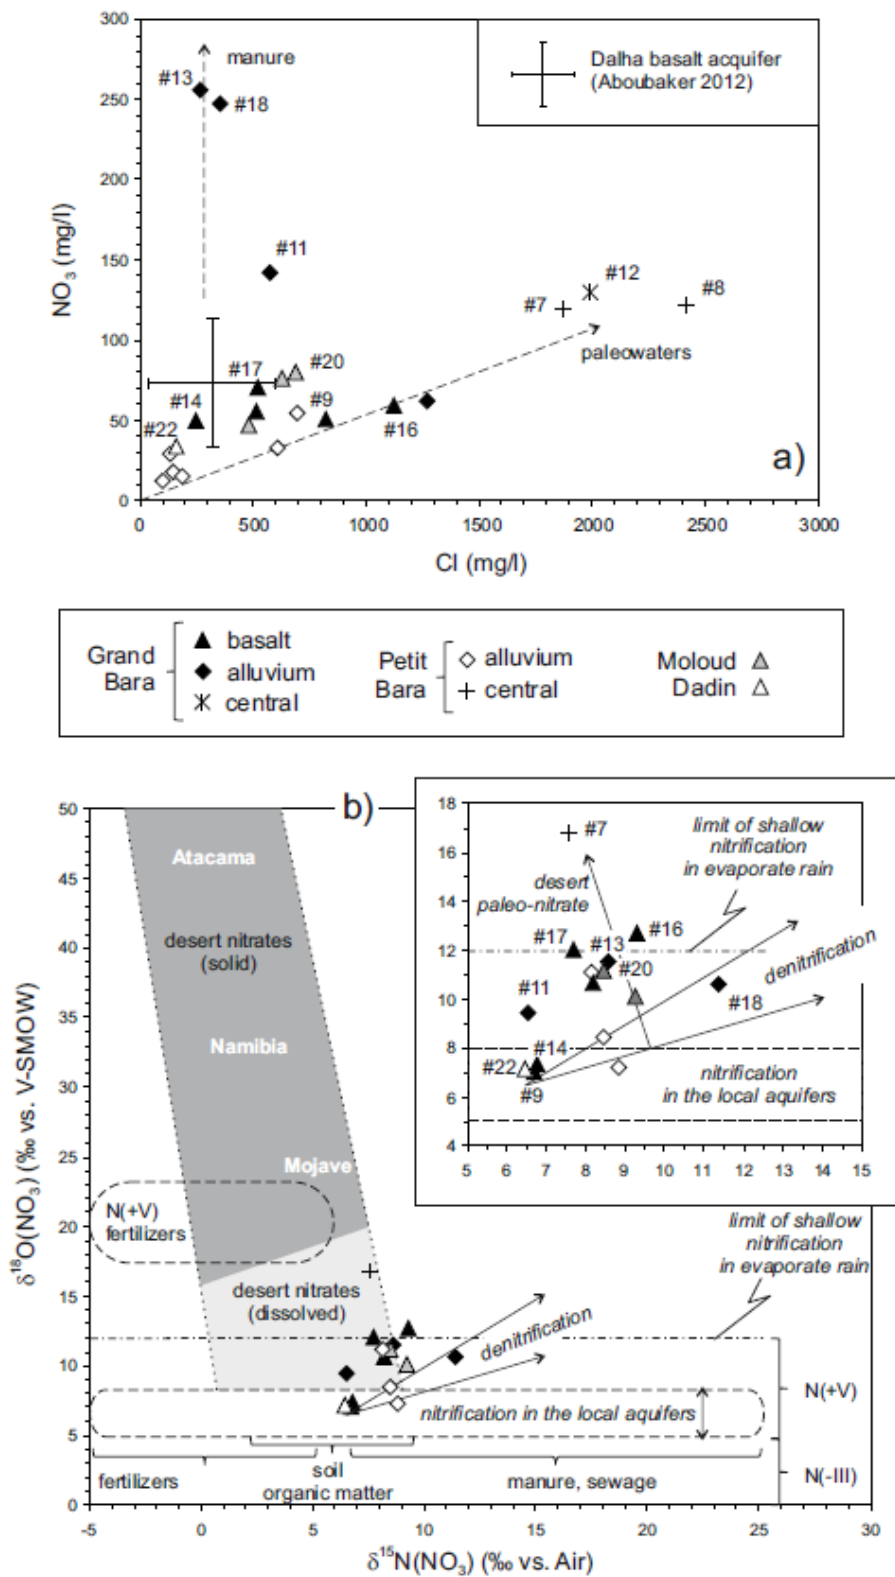 300
250
200
150
100
50
0
NO3 (mg/l)
manure
#13
#18
#11
#17
#20
#14
#9
#22
#16
#7
#12
#8
paleowaters
Dalha basalt acquifer
(Aboubaker 2012)
a)
0
500
1000
1500
2000
2500
3000
Cl (mg/l)
Grand
Bara
basalt
alluvium
central
Petit
Bara
alluvium
central
Moloud
Dadin
b)
50
45
40
35
30
25
20
15
10
5
0
δ18O(NO3) (‰ vs. V-SMOW)
Atacama
desert nitrates
(solid)
Namibia
Mojave
N(+V)
fertilizers
desert nitrates
(dissolved)
denitrification
nitrification in the local aquifers
limit of shallow
nitrification
in evaporate rain
N(+V)
N(-III)
fertilizers
soil
organic matter
manure, sewage
-5
0
5
10
15
20
25
30
δ15N(NO3) (‰ vs. Air)
18
16
14
12
10
8
6
4
#7
limit of shallow
nitrification
in evaporate rain
desert
paleo-nitrate
#17
#13
#16
#20
denitrification
#11
#18
#14
#22
#9
nitrification
in the local aquifers
5
6
7
8
9
10
11
12
13
14
15